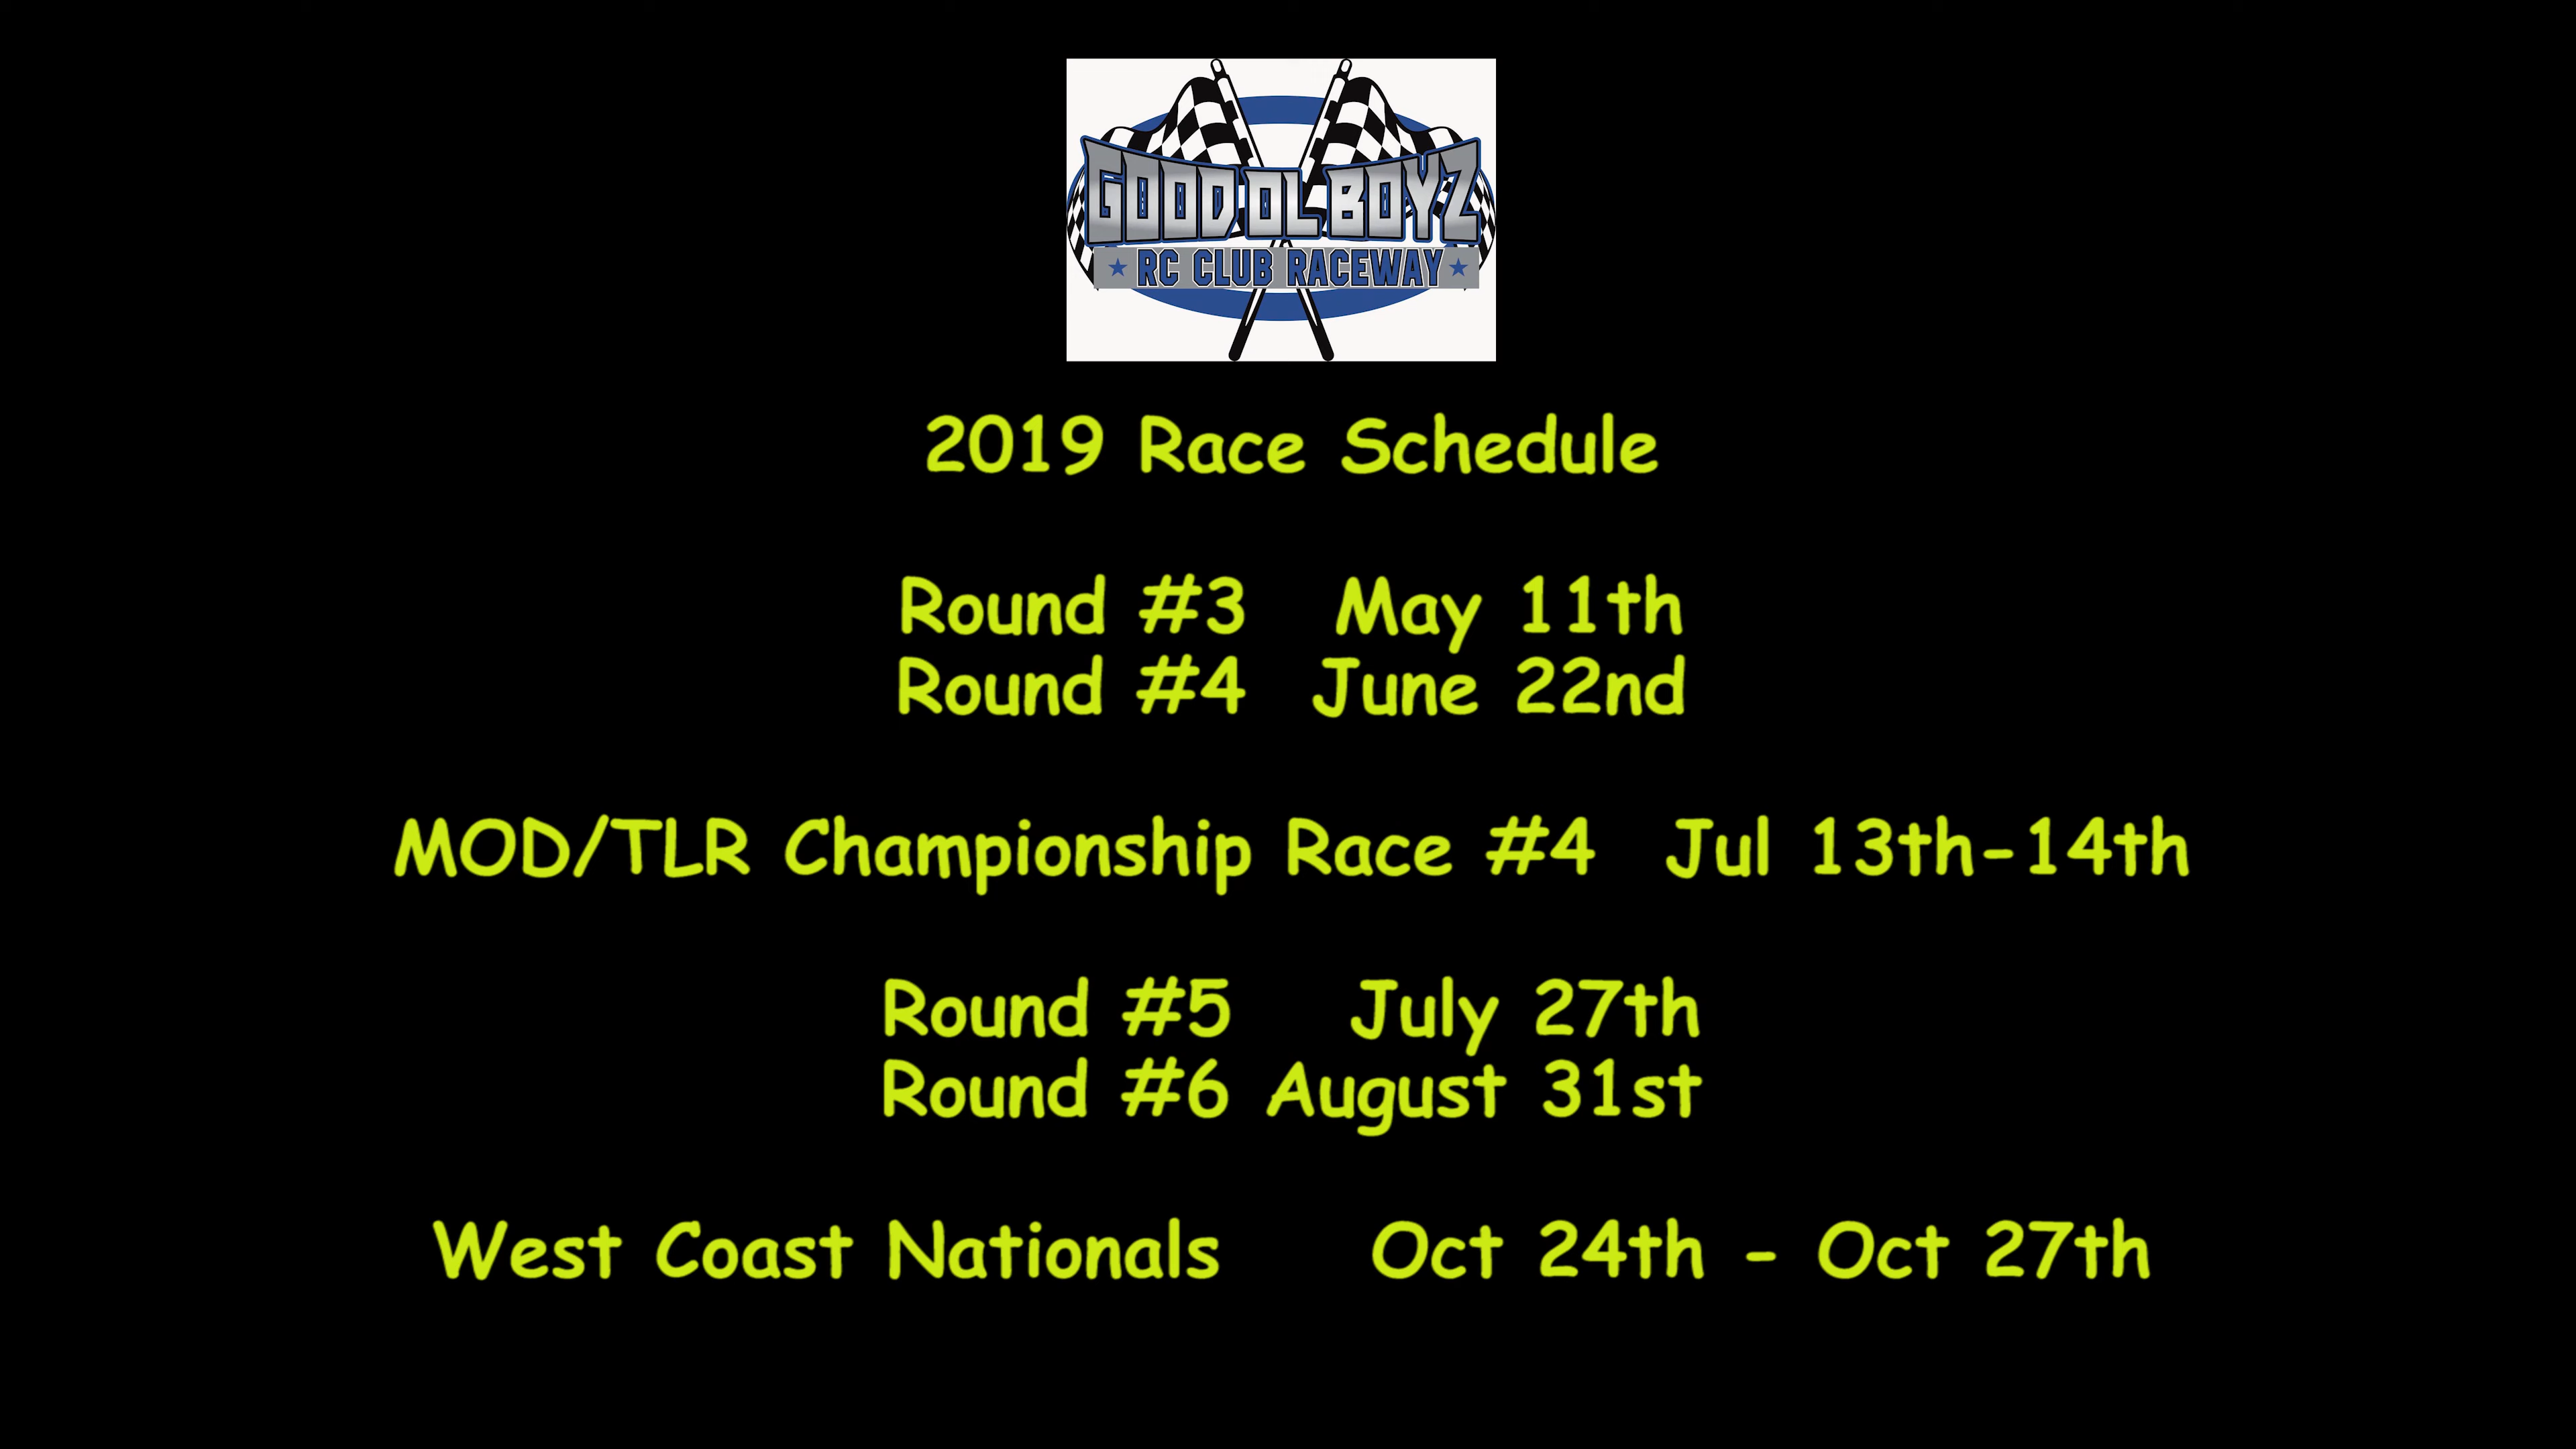 GOOD OL BOYZ
RC CLUB RACEWAY
2019 Race Schedule
Round #3 May 11th
Round #4 June 22nd
MOD/TLR Championship Race #4 Jul 13th-14th
Round #5 July 27th
Round #6 August 31st
West Coast Nationals Oct 24th - Oct 27th